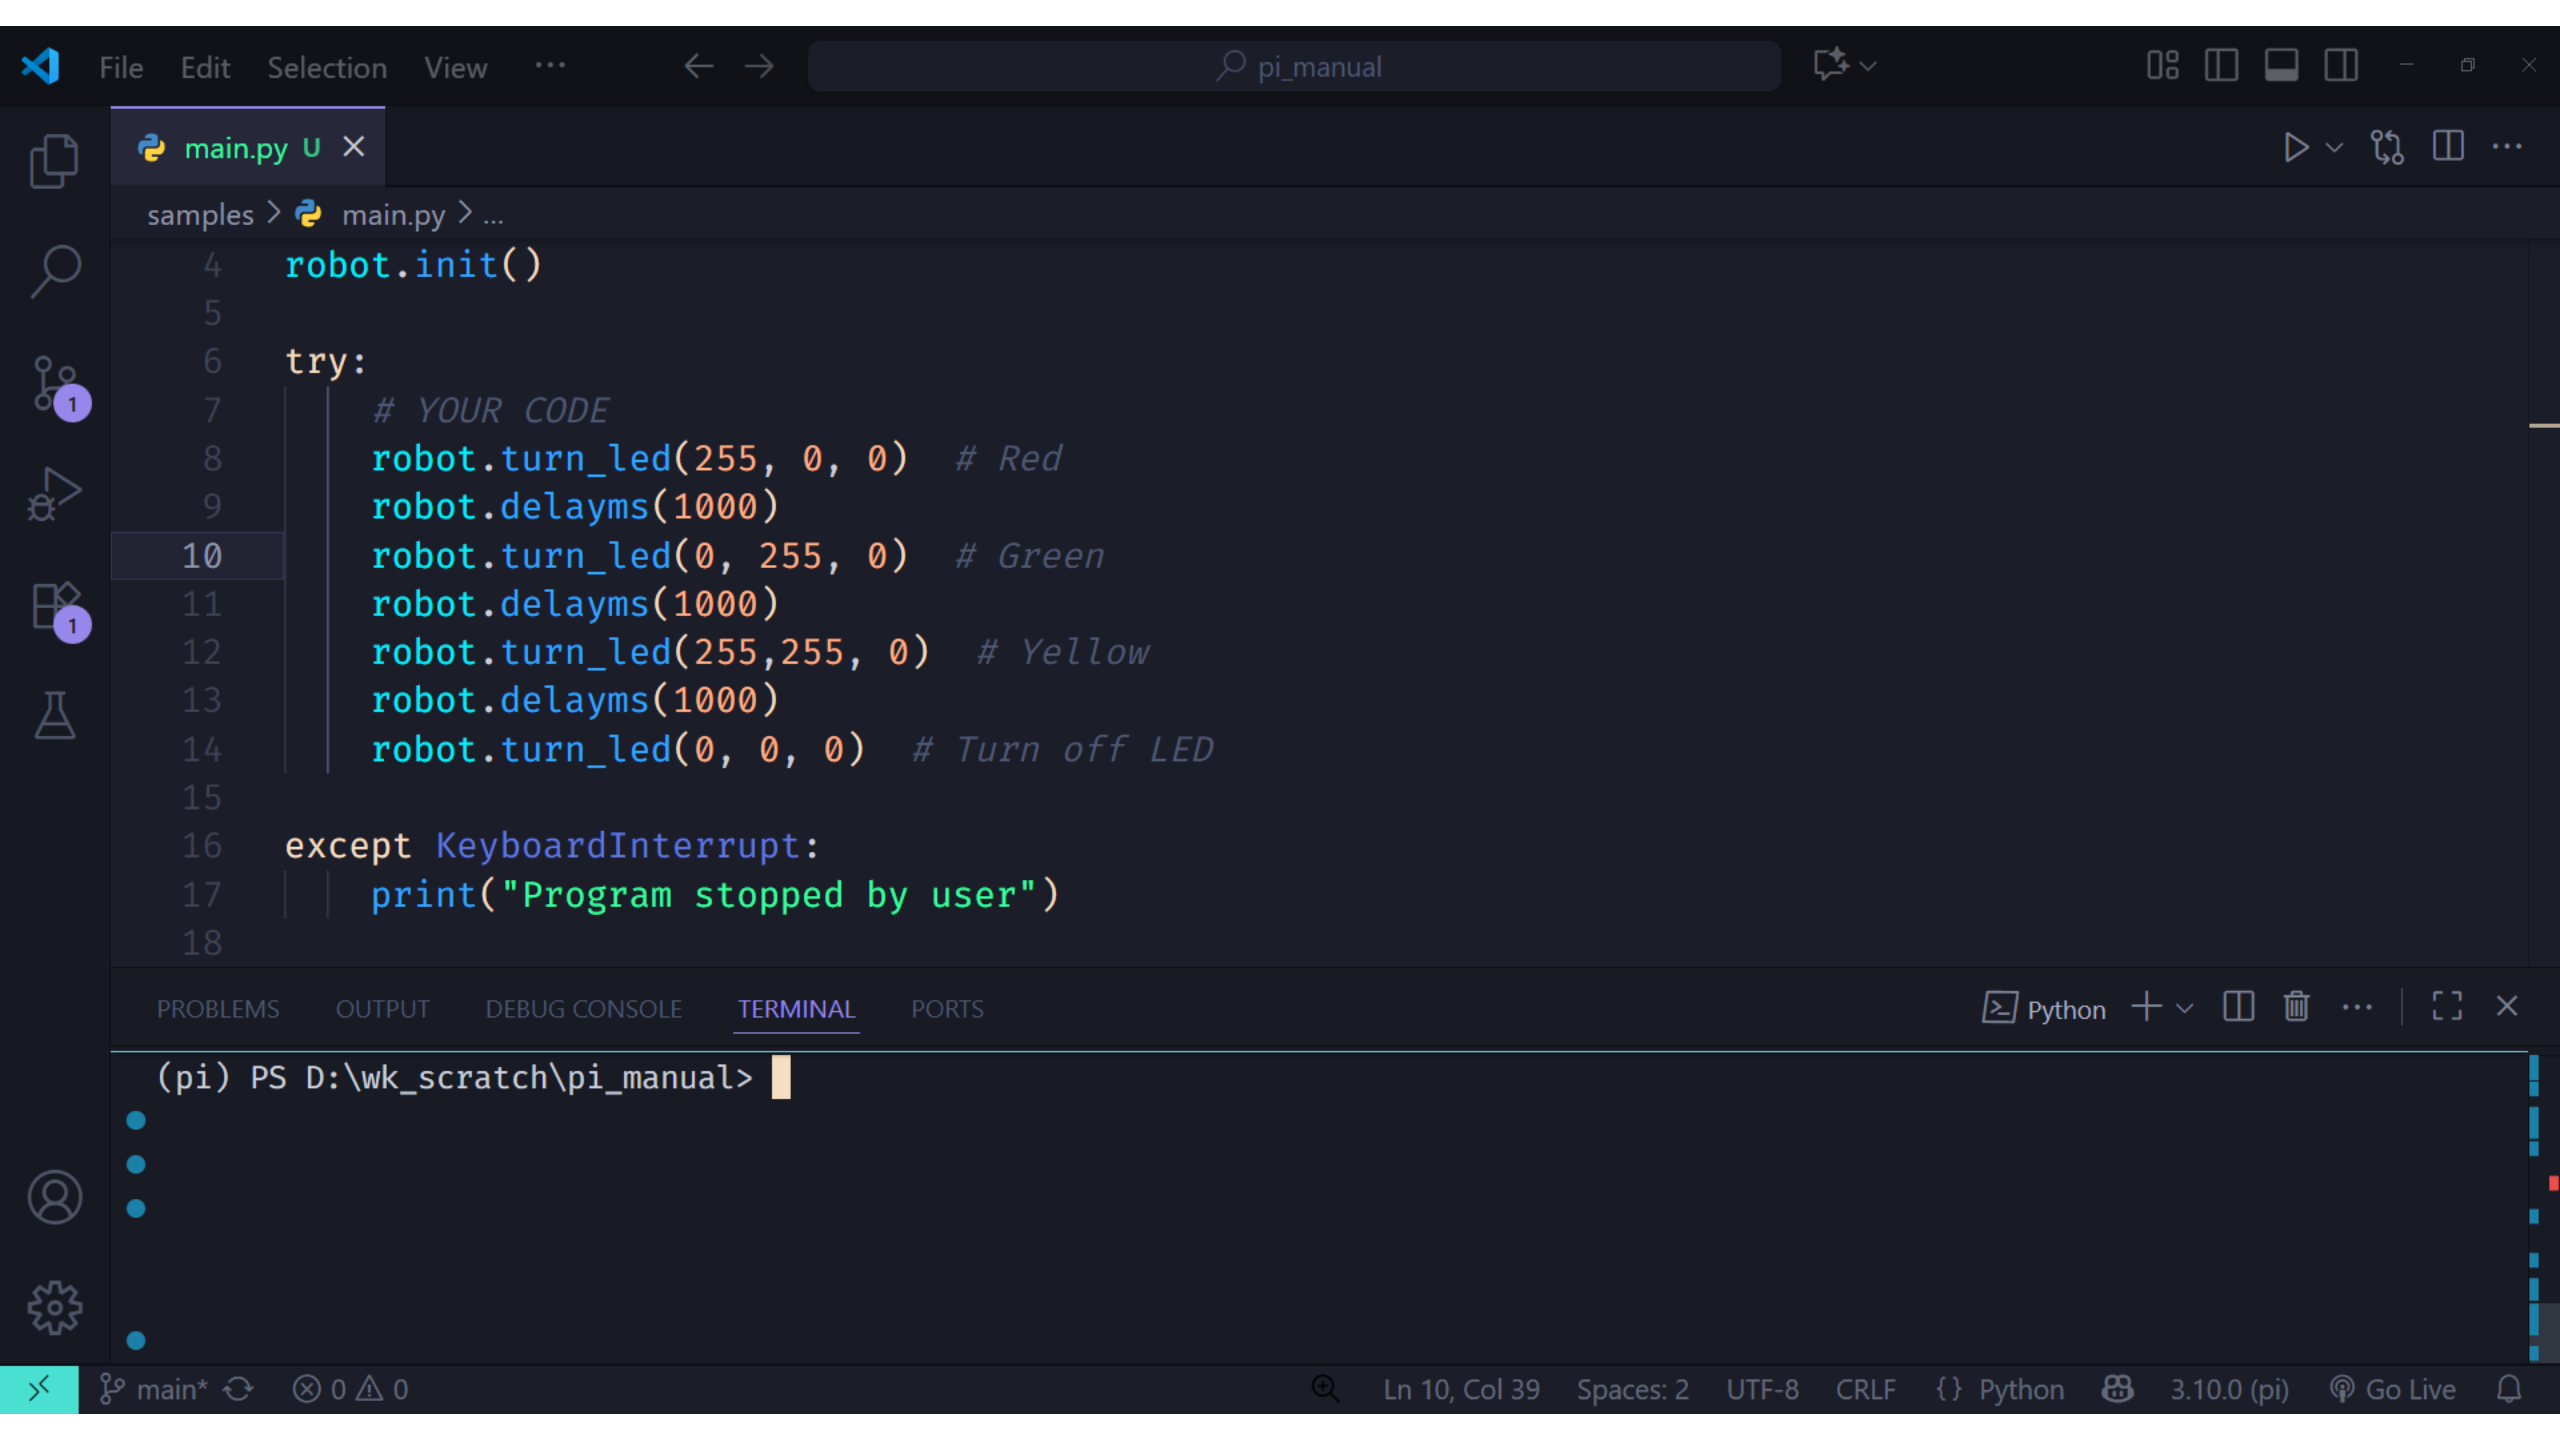 File Edit Selection View ··· pi_manual
main.py U
samples > main.py > ...
4 robot.init()
5
6 try:
7 # YOUR CODE
8 robot.turn_led(255, 0, 0) # Red
9 robot.delayms(1000)
10 robot.turn_led(0, 255, 0) # Green
11 robot.delayms(1000)
12 robot.turn_led(255,255, 0) # Yellow
13 robot.delayms(1000)
14 robot.turn_led(0, 0, 0) # Turn off LED
15
16 except KeyboardInterrupt:
17 print("Program stopped by user")
18
1
1
PROBLEMS OUTPUT DEBUG CONSOLE TERMINAL PORTS Python
(pi) PS D:\wk_scratch\pi_manual>
main* 0 0 Ln 10, Col 39 Spaces: 2 UTF-8 CRLF {} Python 3.10.0 (pi) Go Live